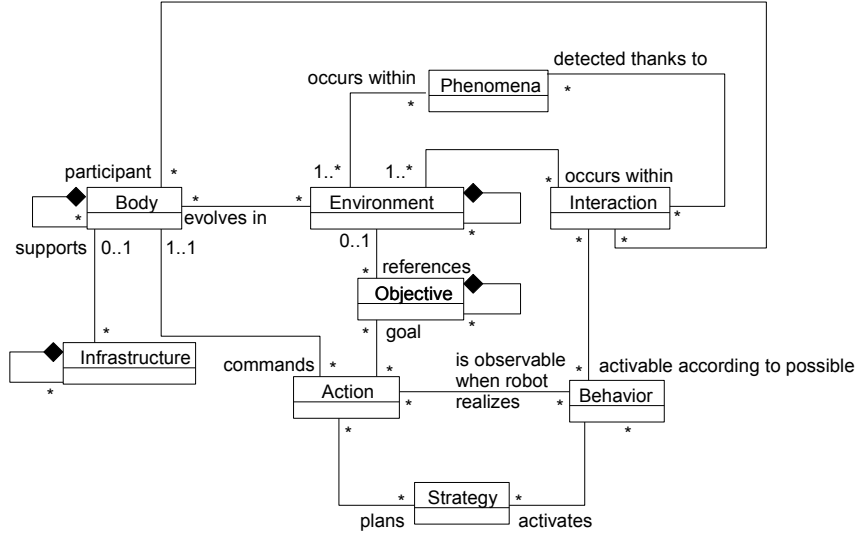 detected thanks to
occurs within
Phenomena
*
*
participant
*
1..*
1..*
*
occurs within
Body
*
*
Environment
Interaction
*
evolves in
*
*
*
supports
0..1
1..1
0..1
*
*
*
references
Objective
*
goal
*
*
Infrastructure
commands
*
*
is observable
when robot
realizes
*
activable according to possible
*
Action
*
*
Behavior
*
*
*
Strategy
*
plans
activates